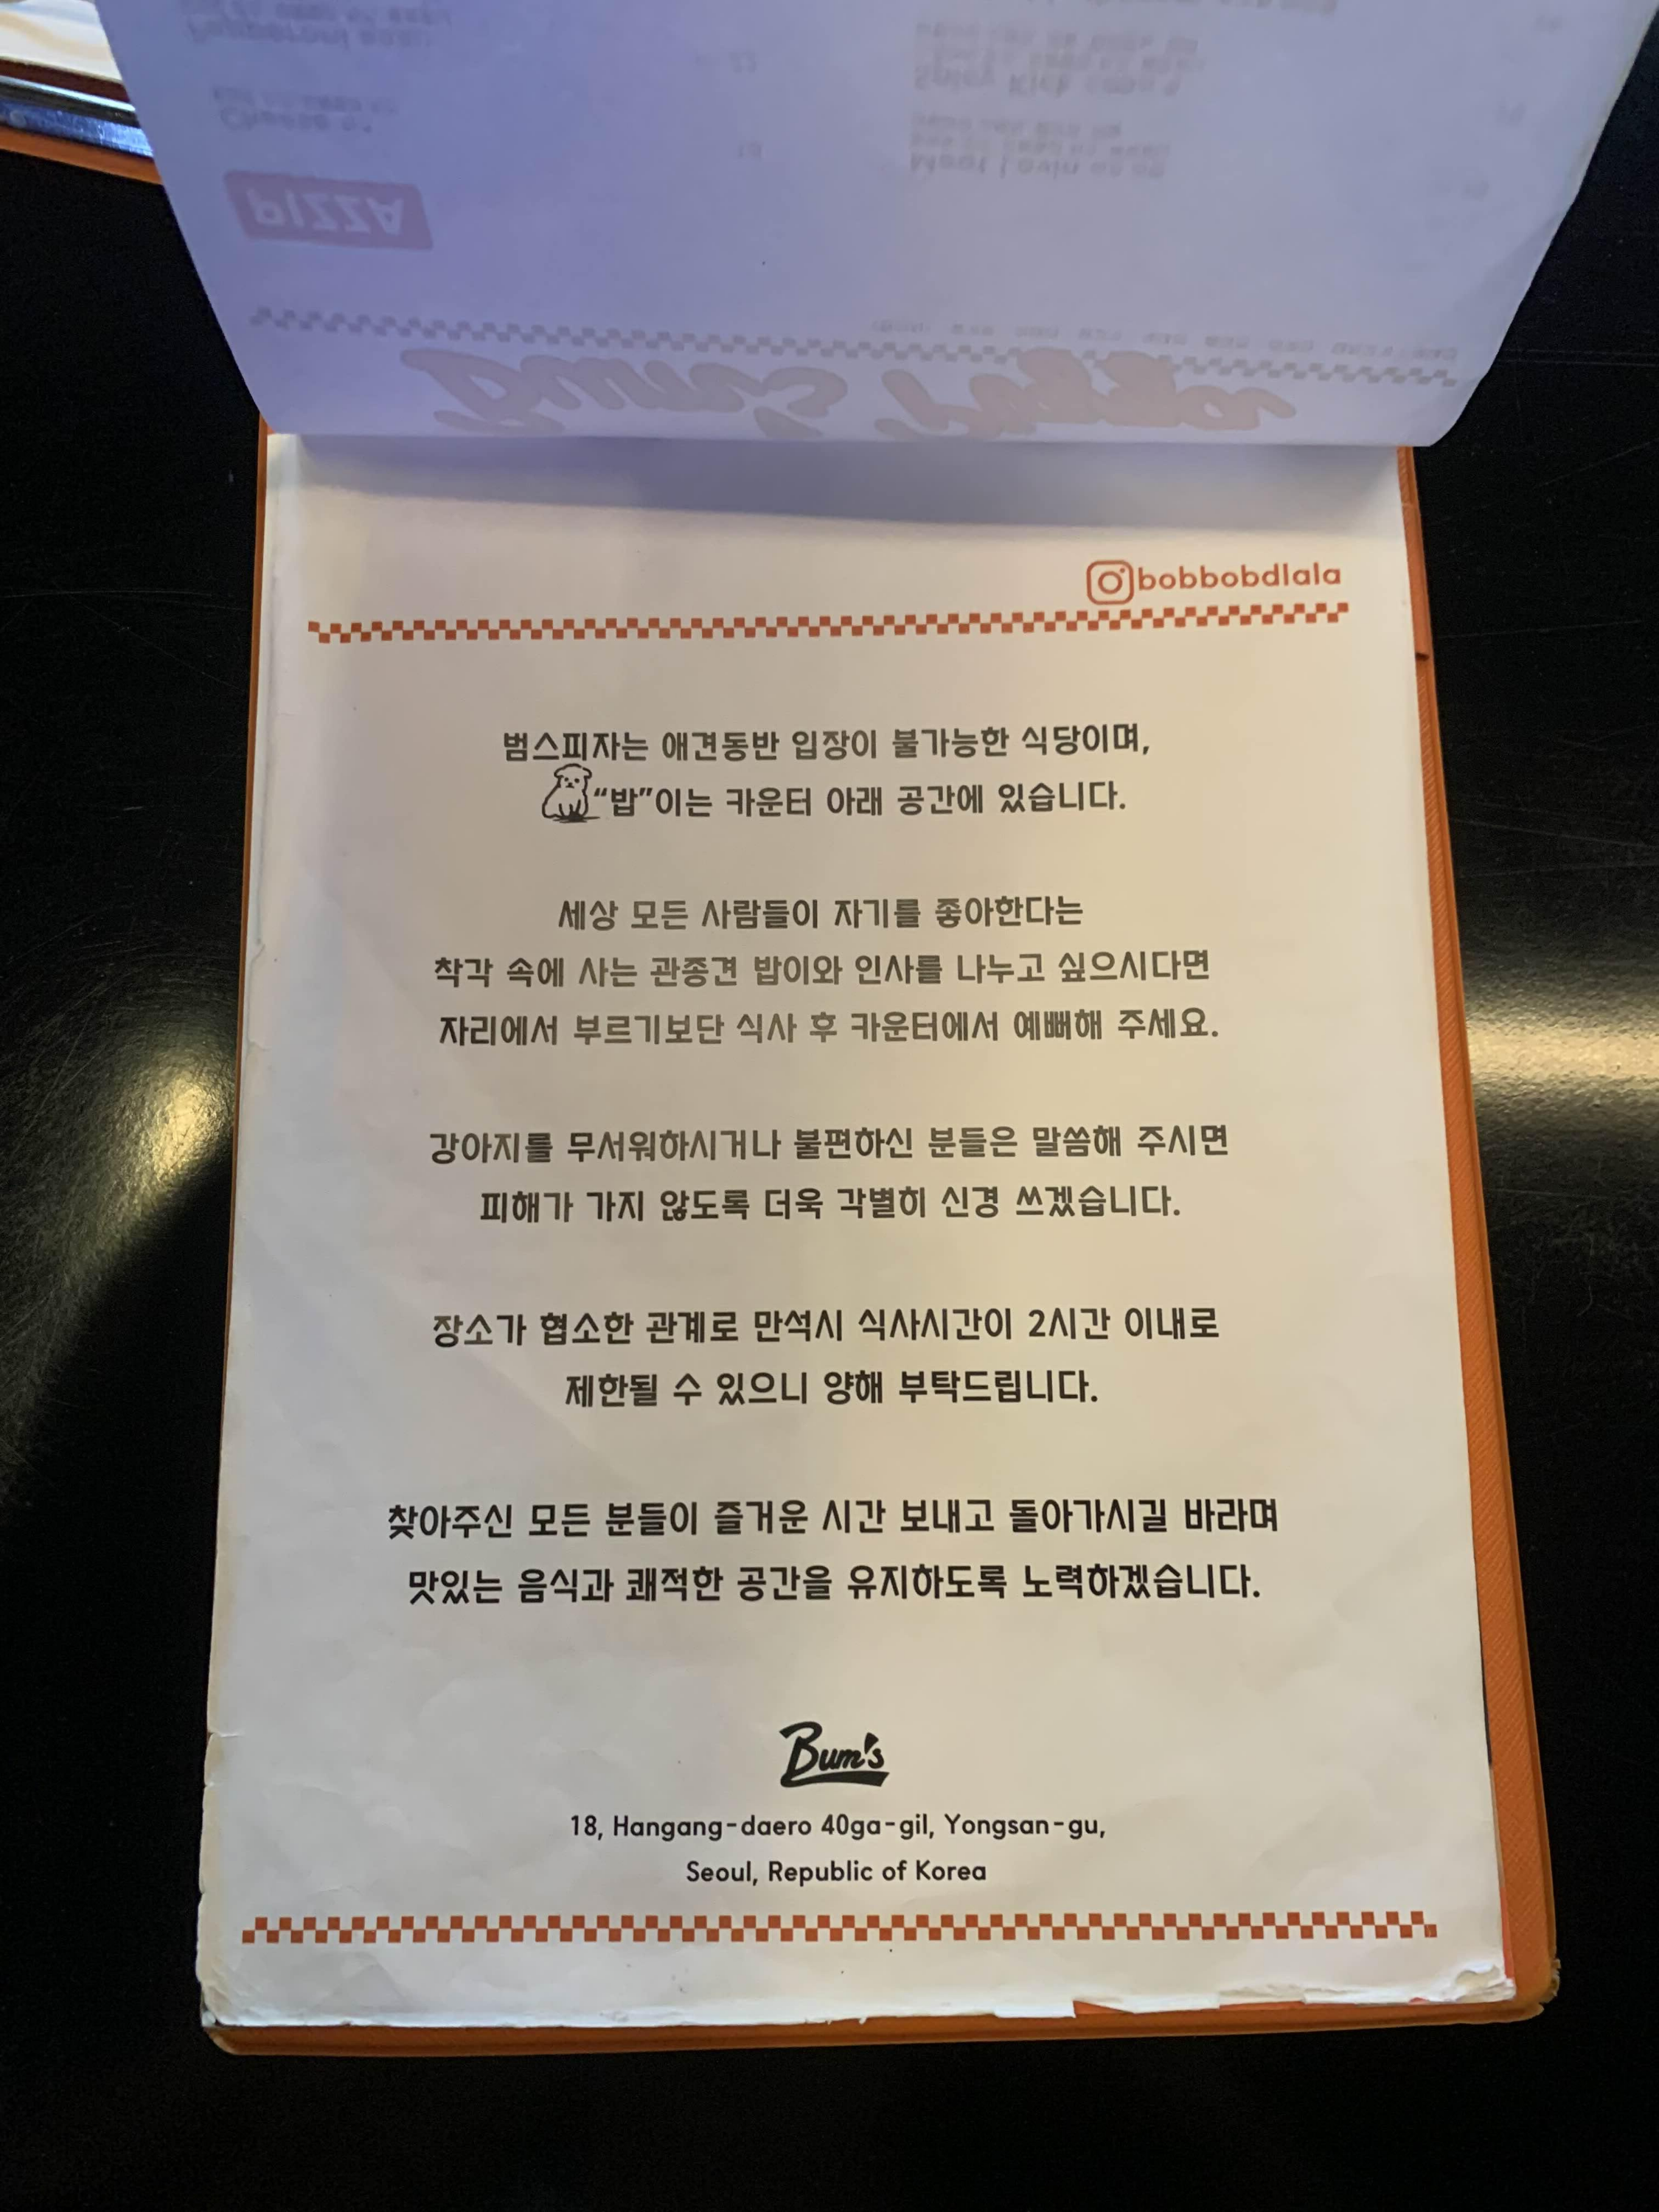 PIZZA
Bum's Pizza
bobbobdlala
범스피자는 애견동반 입장이 불가능한 식당이며,
“밥”이는 카운터 아래 공간에 있습니다.
세상 모든 사람들이 자기를 좋아한다는
착각 속에 사는 관종견 밥이와 인사를 나누고 싶으시다면
자리에서 부르기보단 식사 후 카운터에서 예뻐해 주세요.
강아지를 무서워하시거나 불편하신 분들은 말씀해 주시면
피해가 가지 않도록 더욱 각별히 신경 쓰겠습니다.
장소가 협소한 관계로 만석시 식사시간이 2시간 이내로
제한될 수 있으니 양해 부탁드립니다.
찾아주신 모든 분들이 즐거운 시간 보내고 돌아가시길 바라며
맛있는 음식과 쾌적한 공간을 유지하도록 노력하겠습니다.
Bum's
18, Hangang-daero 40ga-gil, Yongsan-gu,
Seoul, Republic of Korea